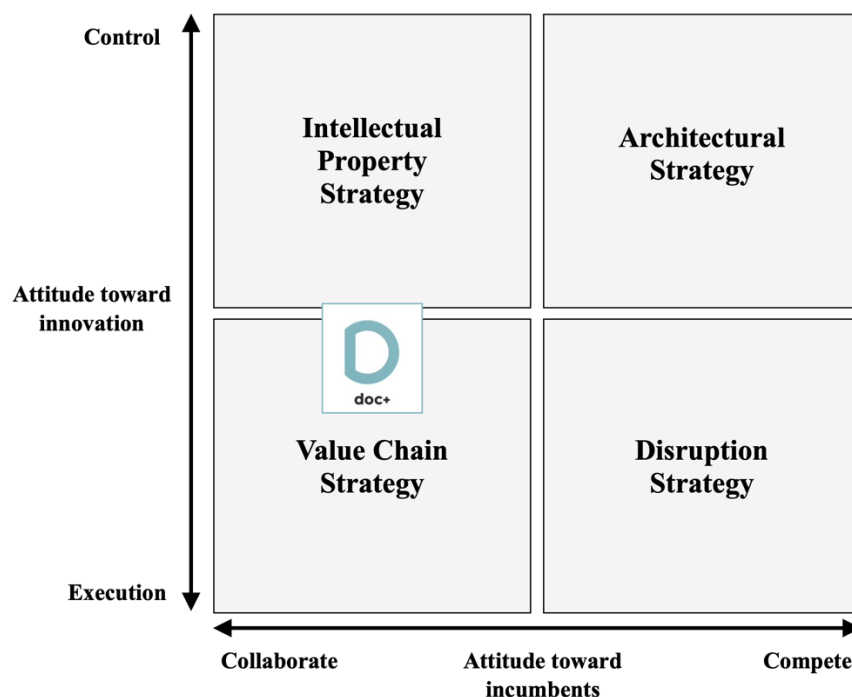 Control
Intellectual
Property
Strategy
Architectural
Strategy
Attitude toward
innovation
doc+
Value Chain
Strategy
Disruption
Strategy
Execution
Collaborate
Attitude toward
incumbents
Compete